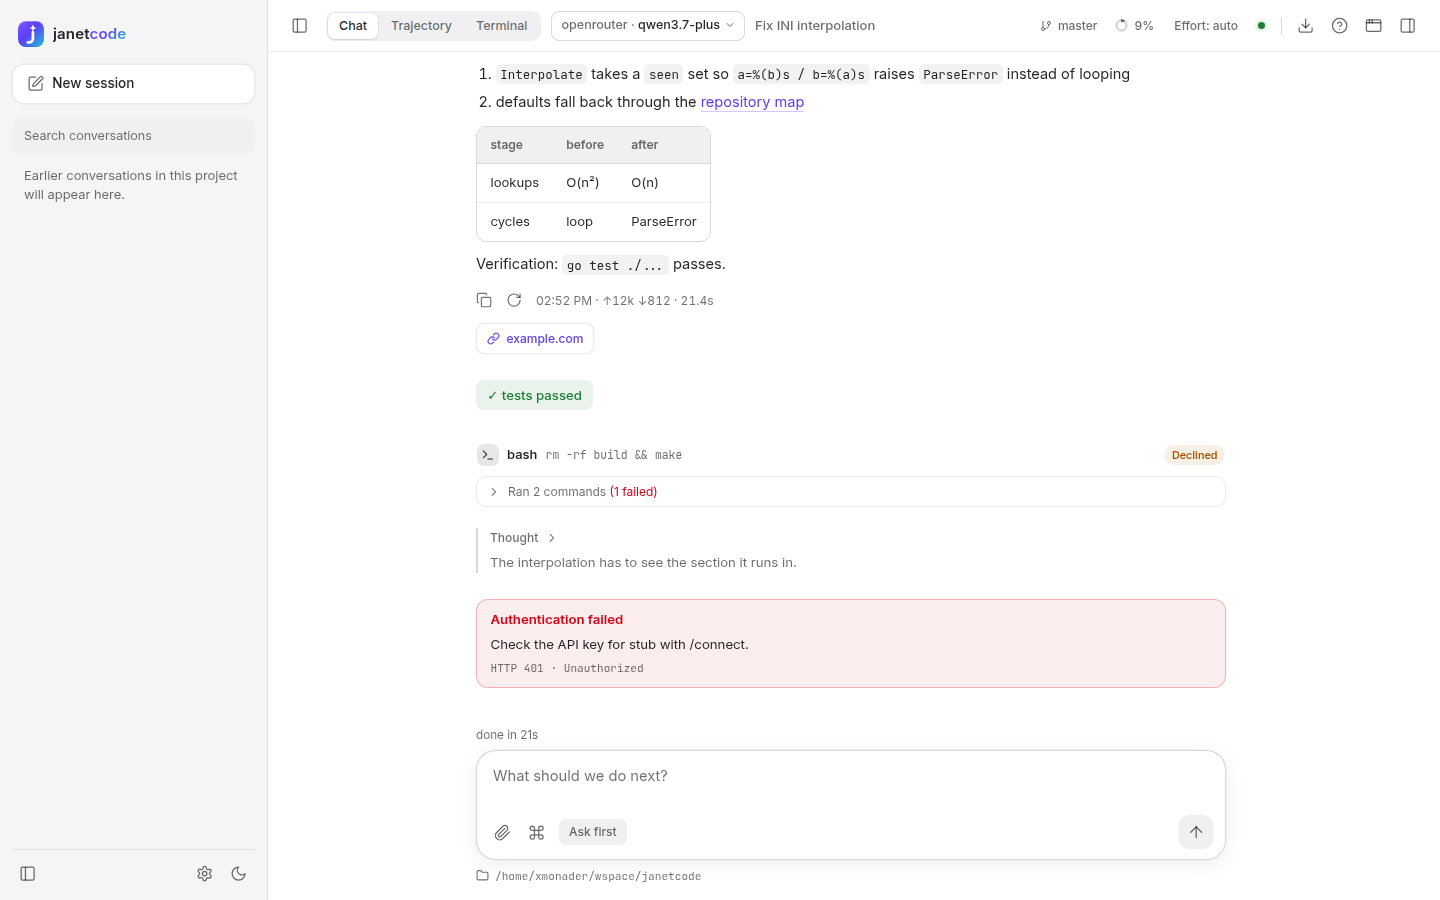 janetcode
New session
Search conversations
Earlier conversations in this project
will appear here.
Chat
Trajectory
Terminal
openrouter · qwen3.7-plus
Fix INI interpolation
master
9%
Effort: auto
1. Interpolate takes a seen set so a=%(b)s / b=%(a)s raises ParseError instead of looping
2. defaults fall back through the repository map
stage before after
lookups O(n²) O(n)
cycles loop ParseError
Verification: go test ./... passes.
02:52 PM · ↑12k ↓812 · 21.4s
example.com
✓ tests passed
bash rm -rf build && make
Declined
Ran 2 commands (1 failed)
Thought
The interpolation has to see the section it runs in.
Authentication failed
Check the API key for stub with /connect.
HTTP 401 · Unauthorized
done in 21s
What should we do next?
Ask first
/home/xmonader/wspace/janetcode